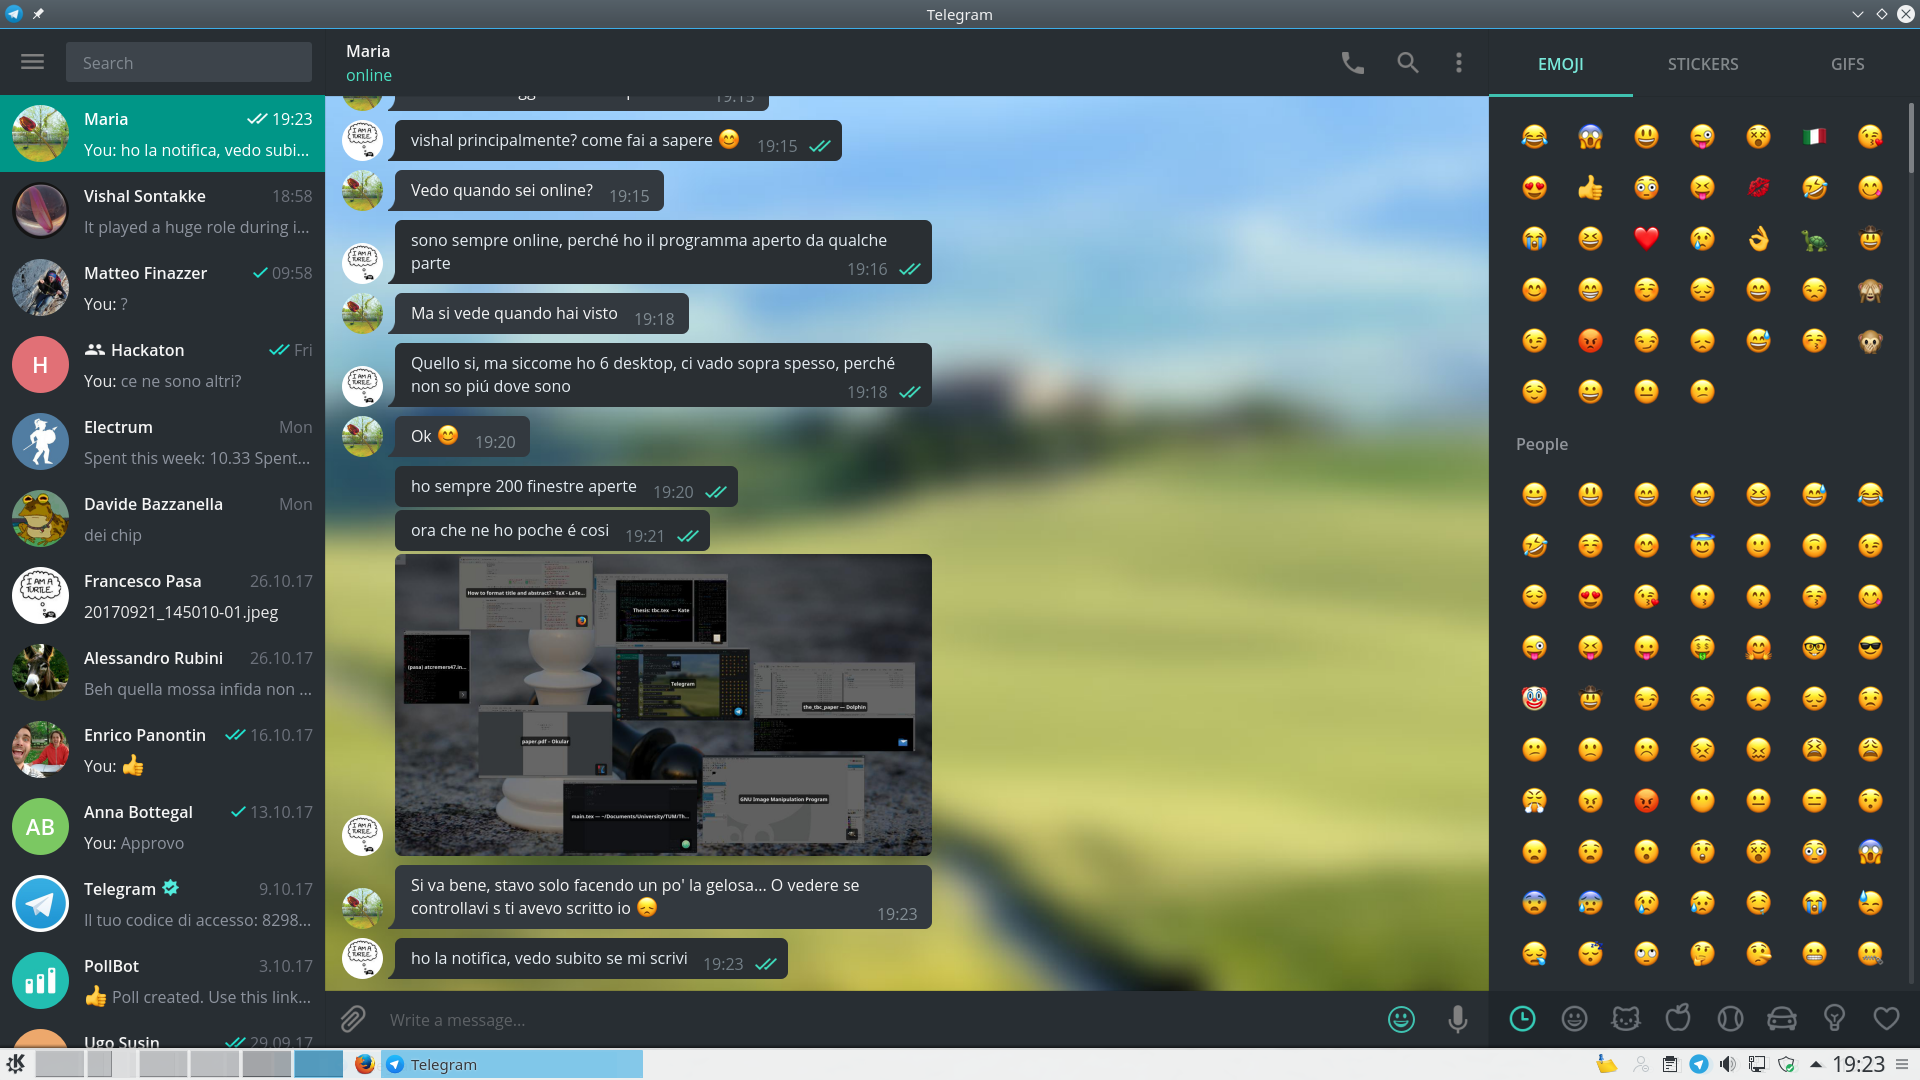 Telegram
Search
Maria
19:23
You: ho la notifica, vedo subi...
Vishal Sontakke
18:58
It played a huge role during i...
Matteo Finazzer
09:58
You: ?
Hackaton
Fri
You: ce ne sono altri?
Electrum
Mon
Spent this week: 10.33 Spent...
Davide Bazzanella
Mon
dei chip
Francesco Pasa
26.10.17
20170921_145010-01.jpeg
Alessandro Rubini
26.10.17
Beh quella mossa infida non ...
Enrico Panontin
16.10.17
You: 👍
AB
Anna Bottegal
13.10.17
You: Approvo
Telegram
9.10.17
Il tuo codice di accesso: 8298...
PollBot
3.10.17
👍 Poll created. Use this link...
Ugo Susin
29.09.17
H
I AM A
TURTLE.
Maria
online
19:15
vishal principalmente? come fai a sapere 😊 19:15
Vedo quando sei online? 19:15
sono sempre online, perché ho il programma aperto da qualche
parte 19:16
Ma si vede quando hai visto 19:18
Quello si, ma siccome ho 6 desktop, ci vado sopra spesso, perché
non so piú dove sono 19:18
Ok 😊 19:20
ho sempre 200 finestre aperte 19:20
ora che ne ho poche é cosi 19:21
How to format title and abstract? - TeX - LaTe...
Thesis: tbc.tex — Kate
(pasa) atcremers47.in...
Telegram
the_tbc_paper — Dolphin
paper.pdf - Okular
GNU Image Manipulation Program
main.tex — ~/Documents/University/TUM/Th...
Si va bene, stavo solo facendo un po' la gelosa... O vedere se
controllavi s ti avevo scritto io 😞 19:23
ho la notifica, vedo subito se mi scrivi 19:23
Write a message...
EMOJI
STICKERS
GIFS
People
Telegram
19:23